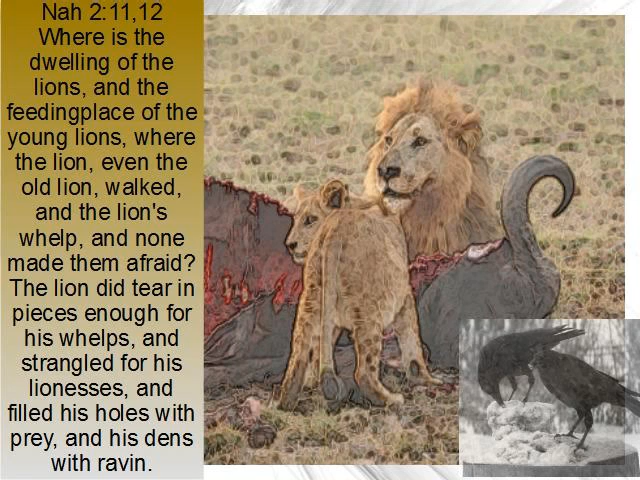 Nah 2:11,12
Where is the
dwelling of the
lions, and the
feedingplace of the
young lions, where
the lion, even the
old lion, walked,
and the lion's
whelp, and none
made them afraid?
The lion did tear in
pieces enough for
his whelps, and
strangled for his
lionesses, and
filled his holes with
prey, and his dens
with ravin.